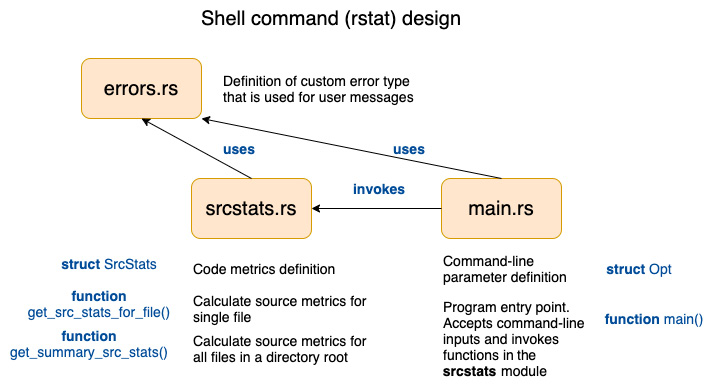 Shell command (rstat) design
errors.rs
Definition of custom error type
that is used for user messages
uses
uses
srcstats.rs
invokes
main.rs
struct SrcStats
Code metrics definition
Command-line
parameter definition
struct Opt
function
get_src_stats_for_file()
Calculate source metrics for
single file
Program entry point.
Accepts command-line
inputs and invokes
functions in the
srcstats module
function main()
function
get_summary_src_stats()
Calculate source metrics for
all files in a directory root